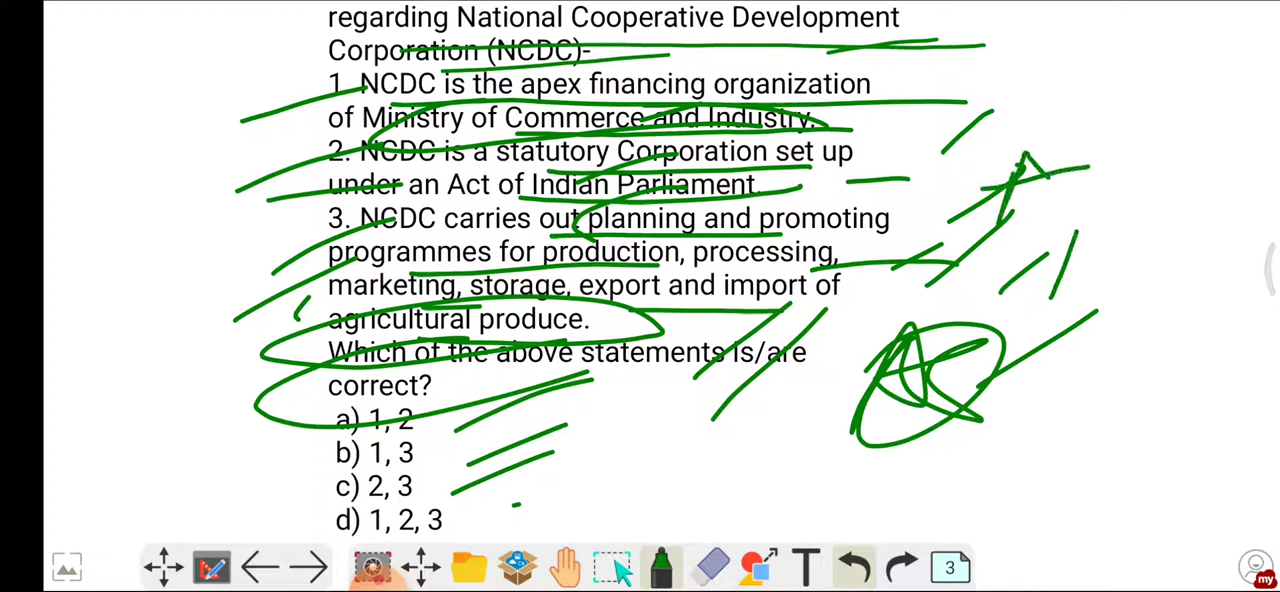 regarding National Cooperative Development
Corporation (NCDC)-
1. NCDC is the apex financing organization
of Ministry of Commerce and Industry.
2. NCDC is a statutory Corporation set up
under an Act of Indian Parliament.
3. NCDC carries out planning and promoting
programmes for production, processing,
marketing, storage, export and import of
agricultural produce.
Which of the above statements is/are
correct?
a) 1, 2
b) 1, 3
c) 2, 3
d) 1, 2, 3
T
3
my